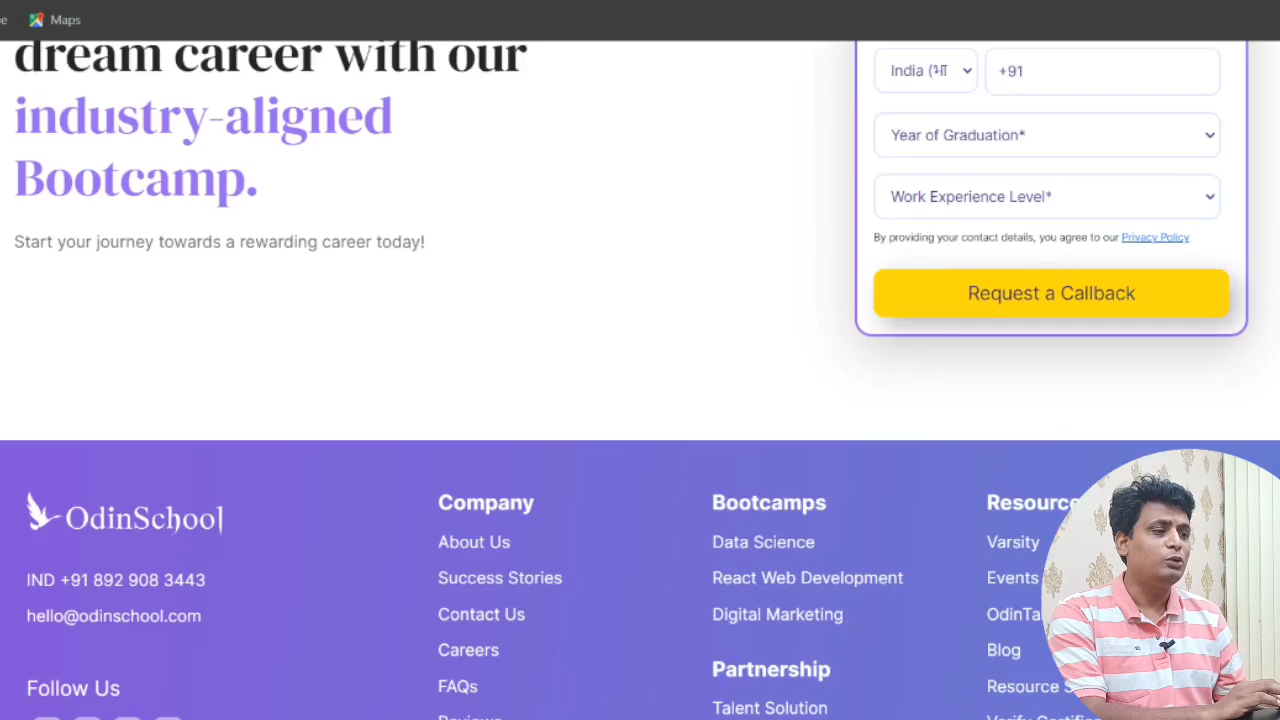 Maps
dream career with our
industry-aligned
Bootcamp.
Start your journey towards a rewarding career today!
India (भा
+91
Year of Graduation*
Work Experience Level*
By providing your contact details, you agree to our Privacy Policy
Request a Callback
OdinSchool
IND +91 892 908 3443
hello@odinschool.com
Follow Us
Company
About Us
Success Stories
Contact Us
Careers
FAQs
Reviews
Bootcamps
Data Science
React Web Development
Digital Marketing
Partnership
Talent Solution
Resource
Varsity
Events
OdinTa
Blog
Resource S